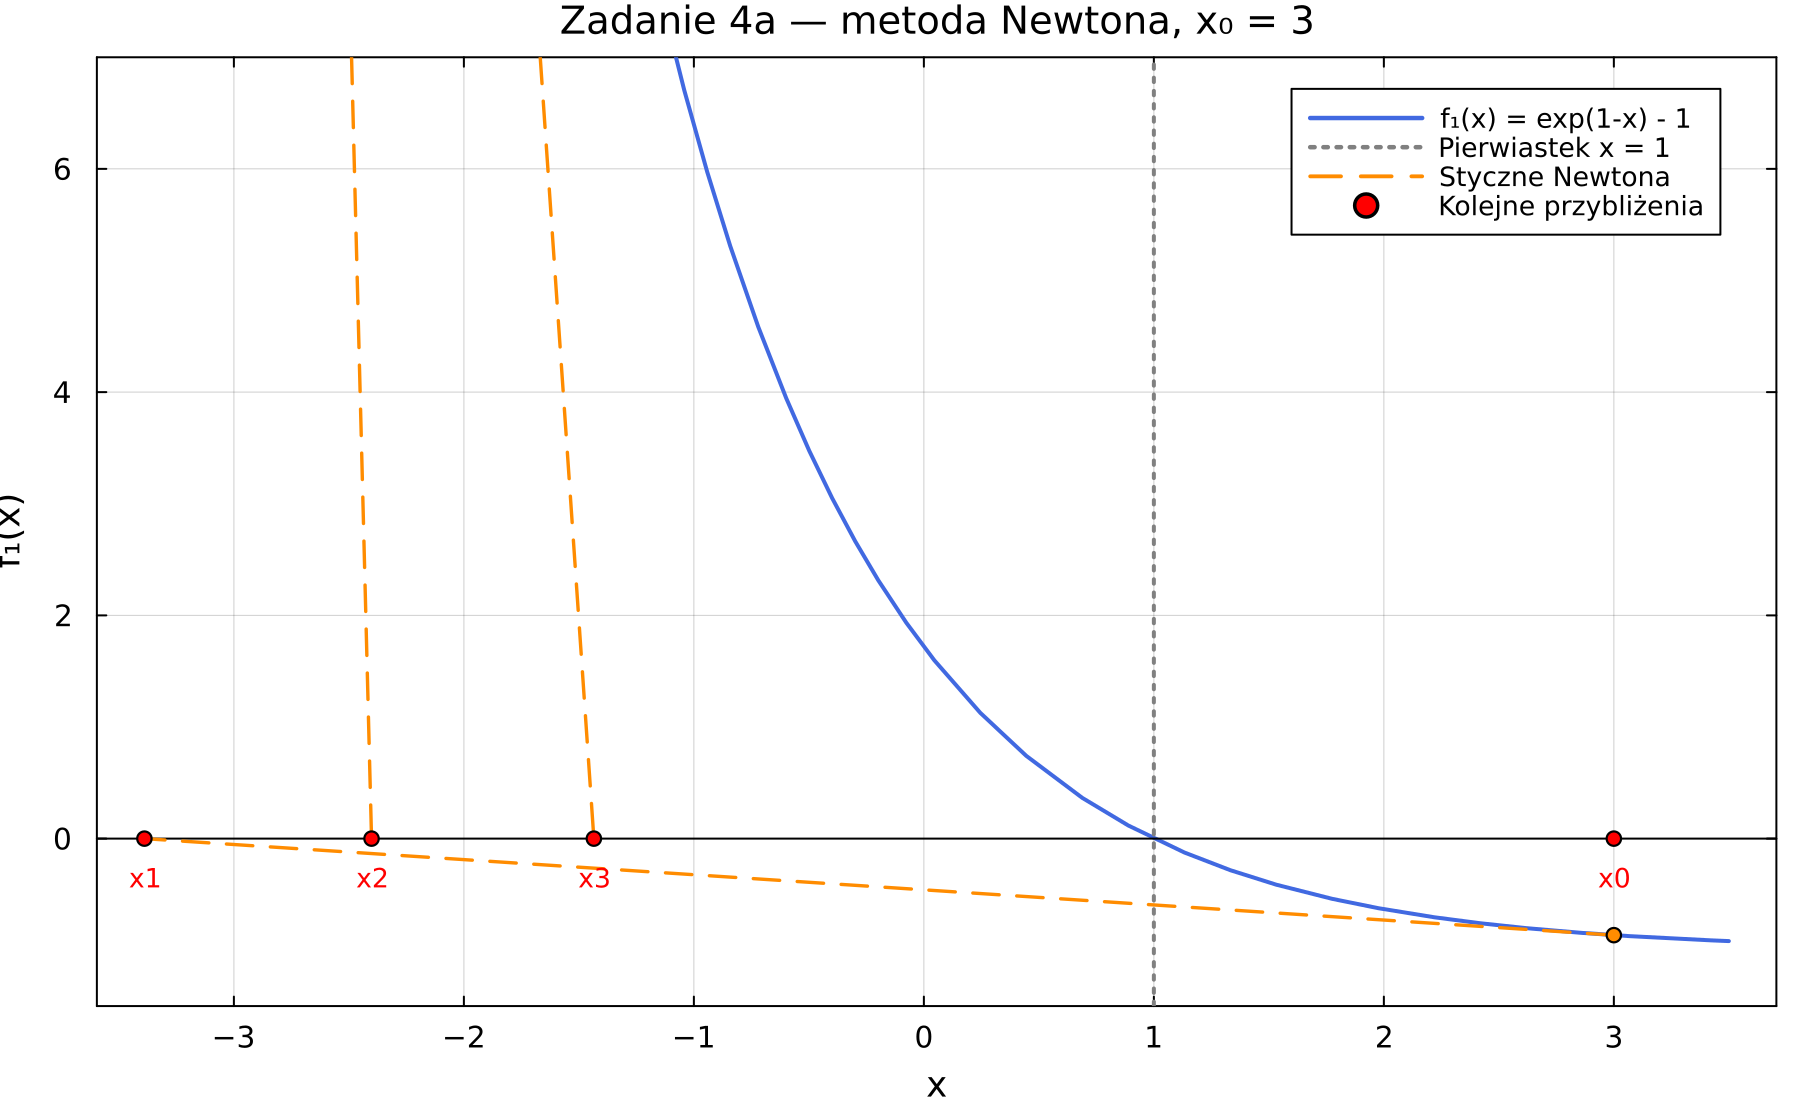 Zadanie 4a — metoda Newtona, x₀ = 3
f₁(x) = exp(1-x) - 1
Pierwiastek x = 1
Styczne Newtona
Kolejne przybliżenia
6
4
2
0
f₁(x)
x1
x2
x3
x0
−3
−2
−1
0
1
2
3
x